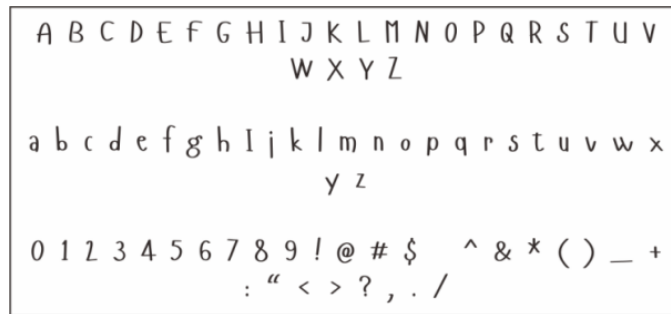 A B C D E F G H I J K L M N O P Q R S T U V
W X Y Z
a b c d e f g h I j k l m n o p q r s t u v w x
y z
0 1 2 3 4 5 6 7 8 9 ! @ # $ ^ & * ( ) _ +
: “ < > ? , . /